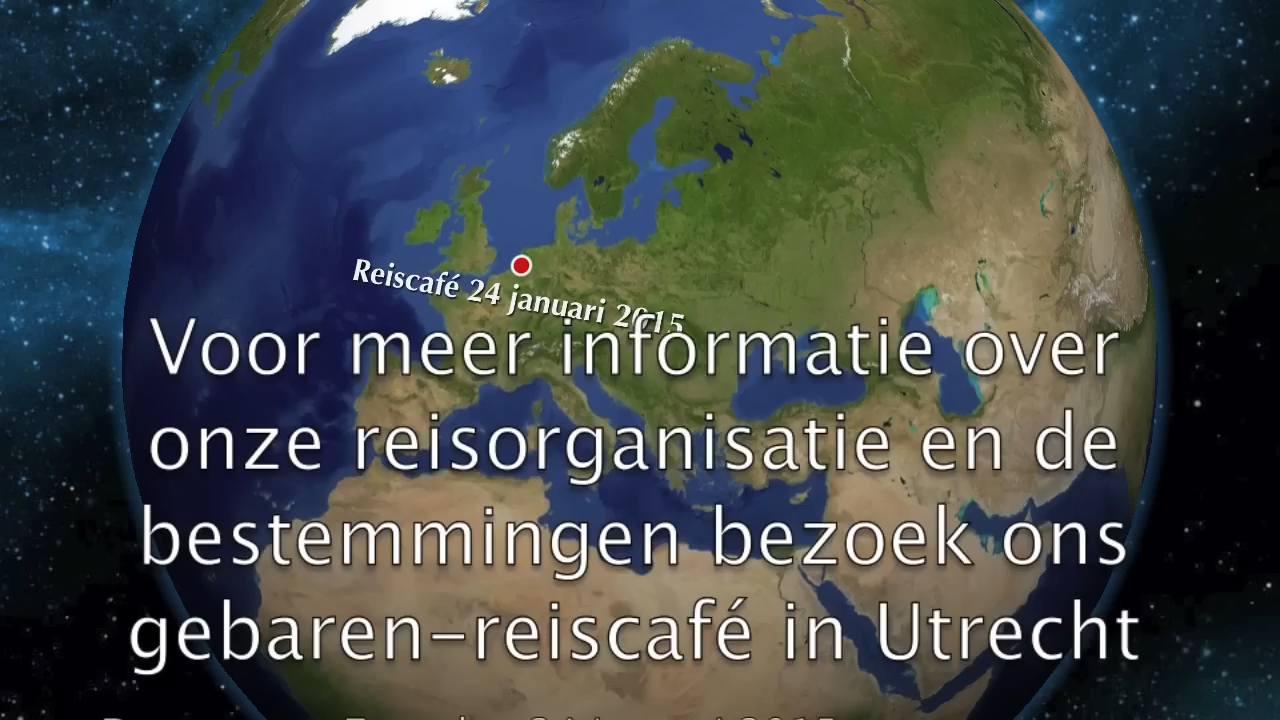 Reiscafé 24 januari 2015
Voor meer informatie over
onze reisorganisatie en de
bestemmingen bezoek ons
gebaren-reiscafé in Utrecht